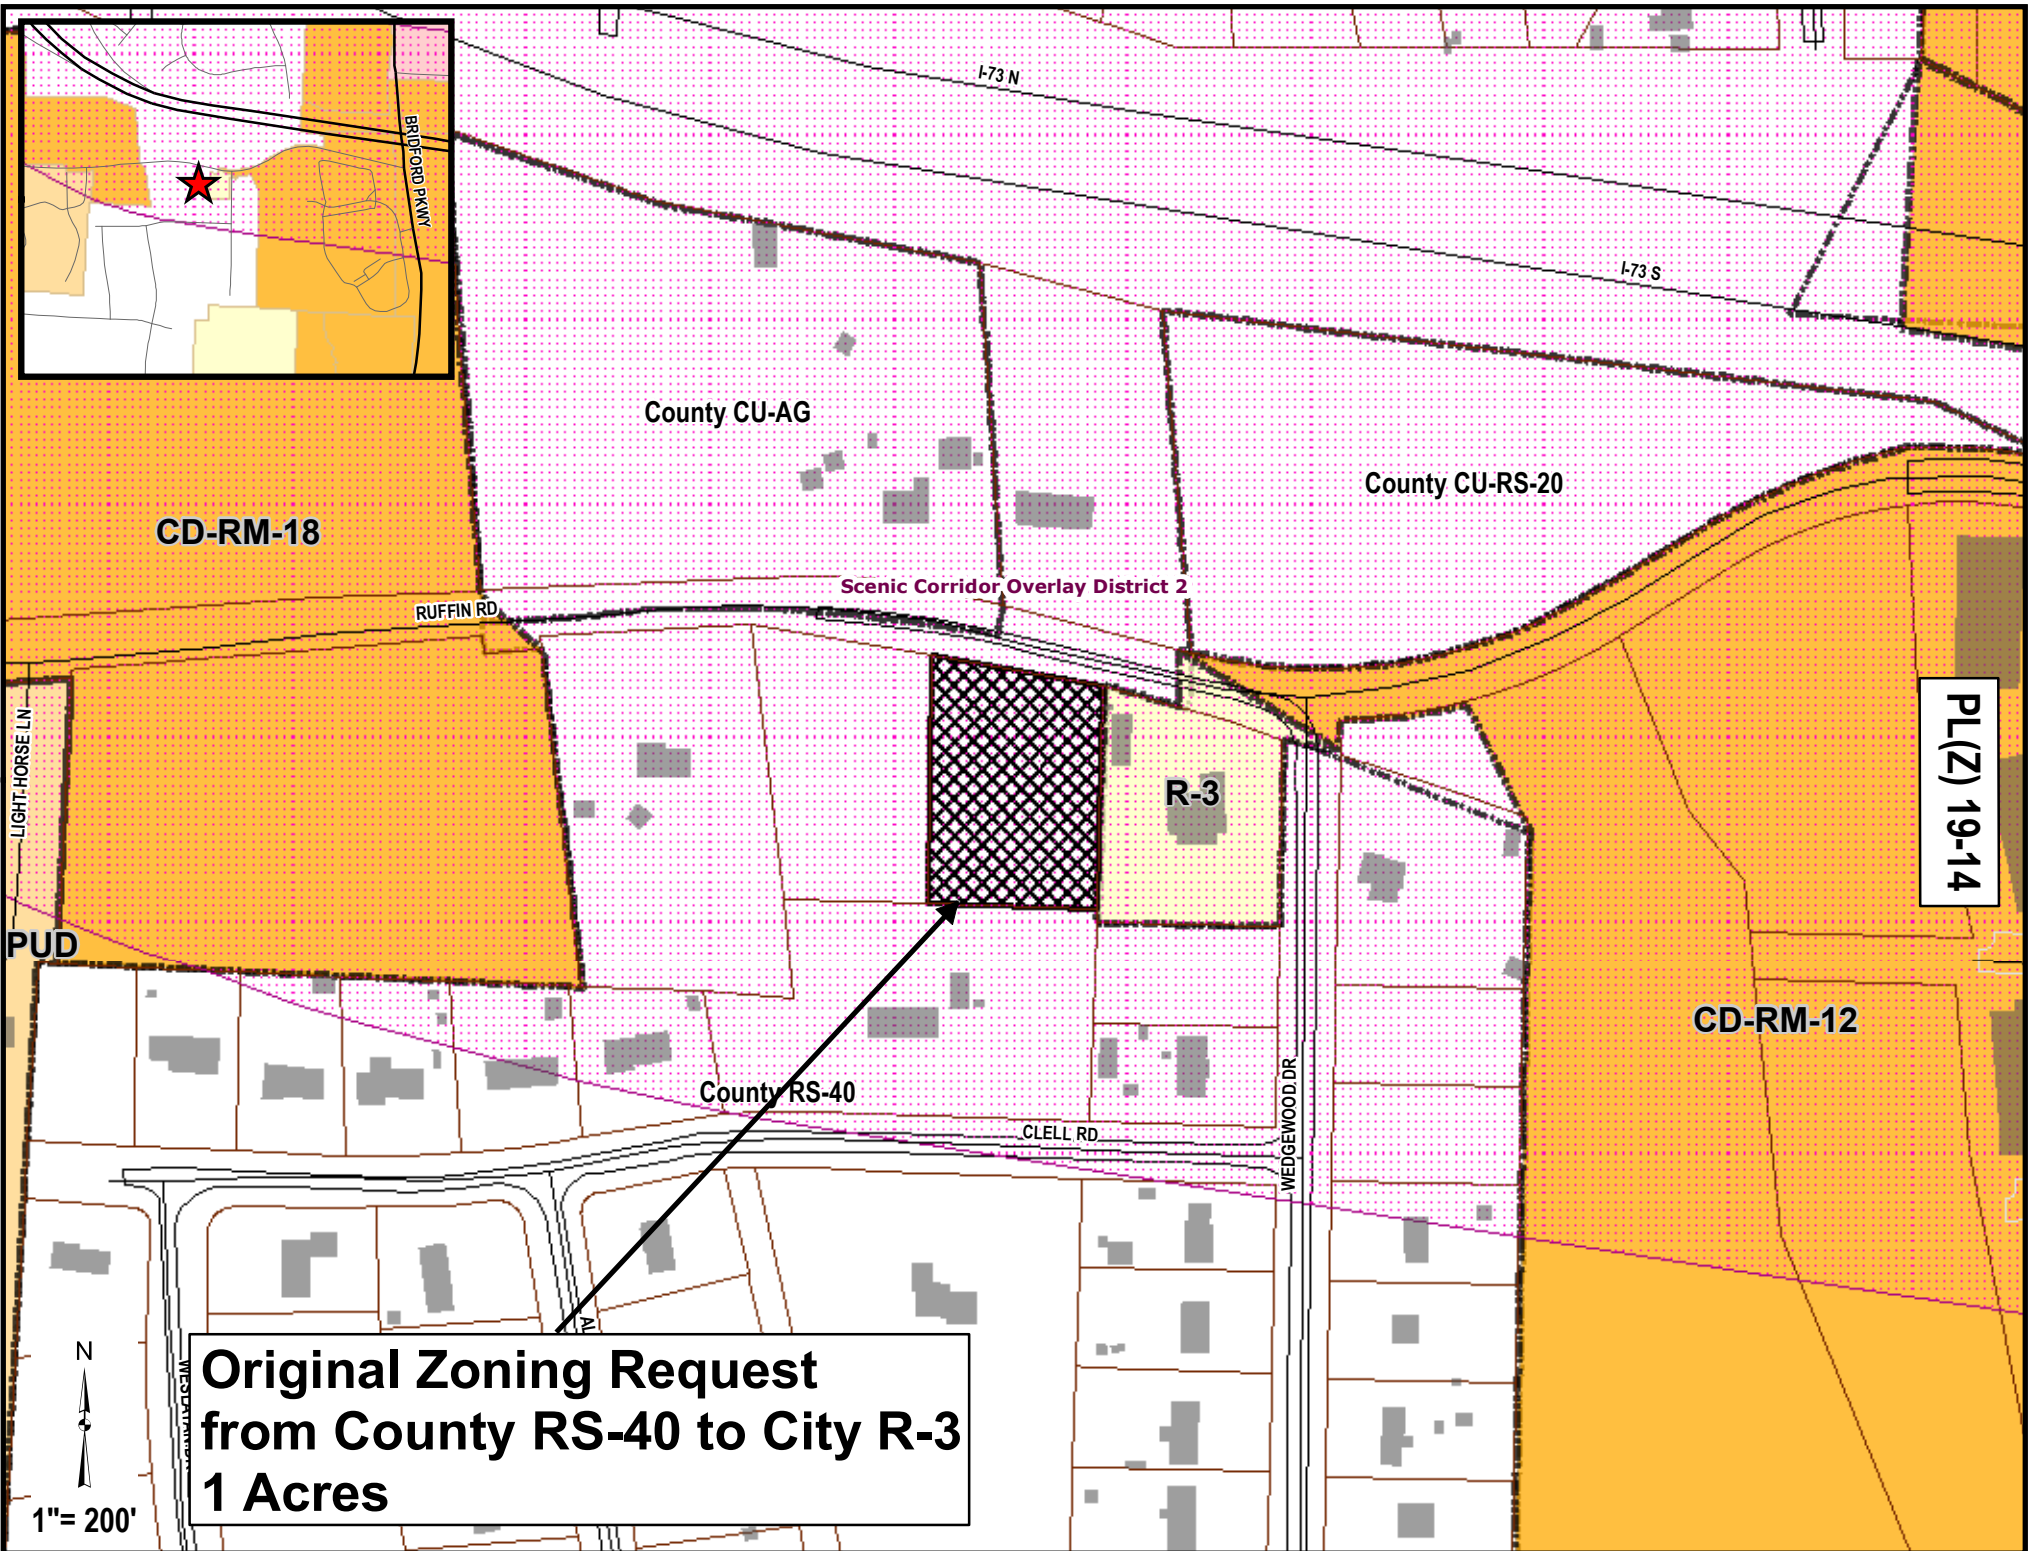 BRIDFORD PKWY
I-73 N
I-73 S
County CU-AG
County CU-RS-20
CD-RM-18
Scenic Corridor Overlay District 2
RUFFIN RD
LIGHT HORSE LN
R-3
PL(Z) 19-14
PUD
CD-RM-12
County RS-40
CLELL RD
WEDGEWOOD DR
AL
N
1"= 200'
Original Zoning Request
from County RS-40 to City R-3
1 Acres